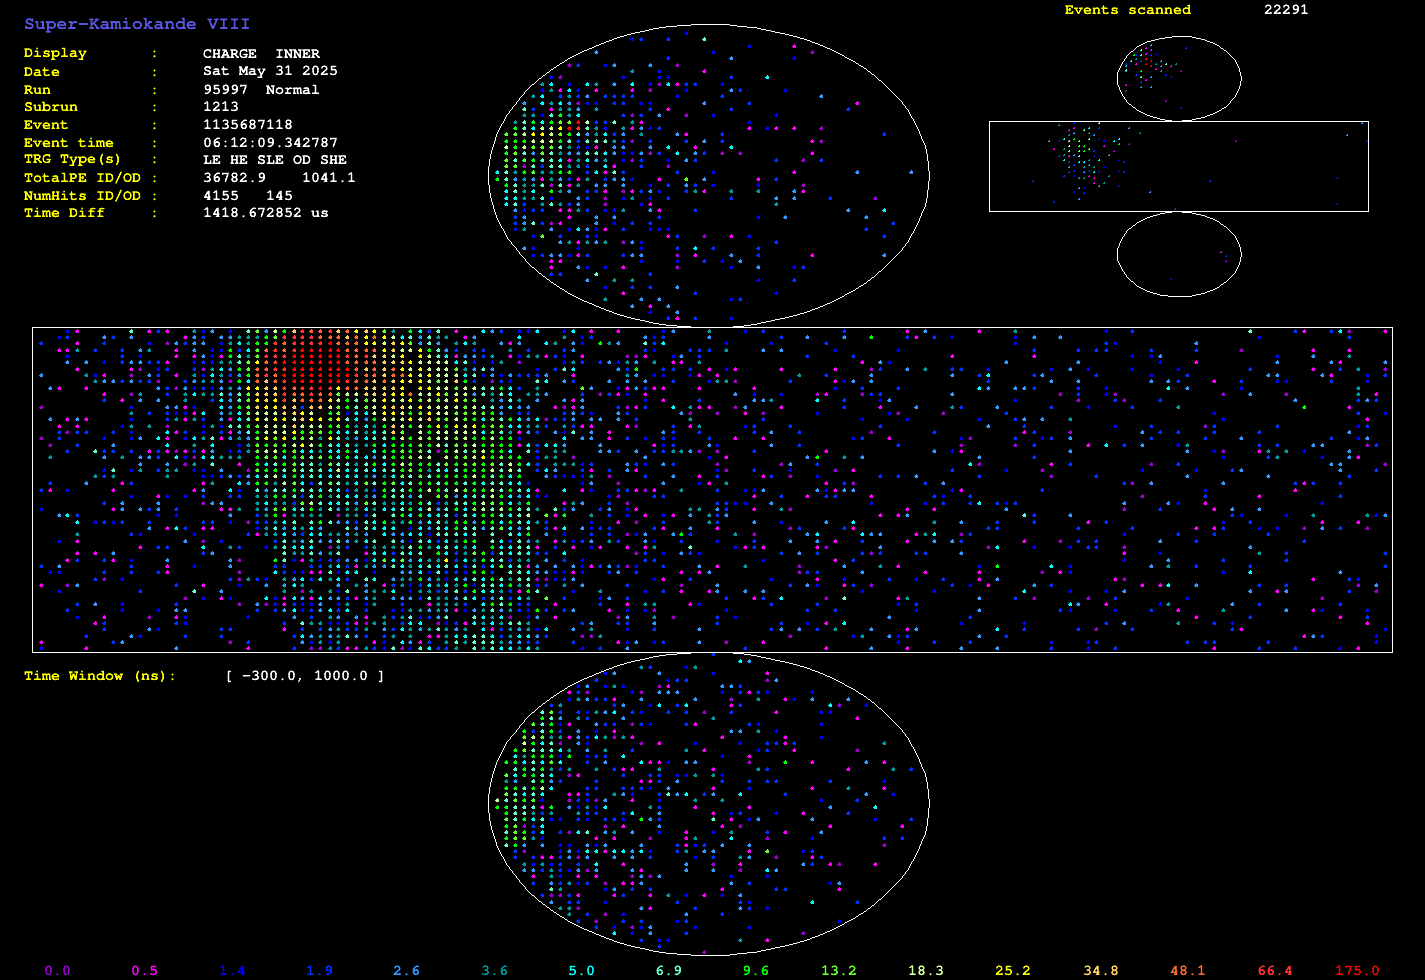 Super-Kamiokande VIII
Events scanned 22291
Display : CHARGE INNER
Date : Sat May 31 2025
Run : 95997 Normal
Subrun : 1213
Event : 1135687118
Event time : 06:12:09.342787
TRG Type(s) : LE HE SLE OD SHE
TotalPE ID/OD : 36782.9 1041.1
NumHits ID/OD : 4155 145
Time Diff : 1418.672852 us
Time Window (ns): [ -300.0, 1000.0 ]
0.0 0.5 1.4 1.9 2.6 3.6 5.0 6.9 9.6 13.2 18.3 25.2 34.8 48.1 66.4 175.0